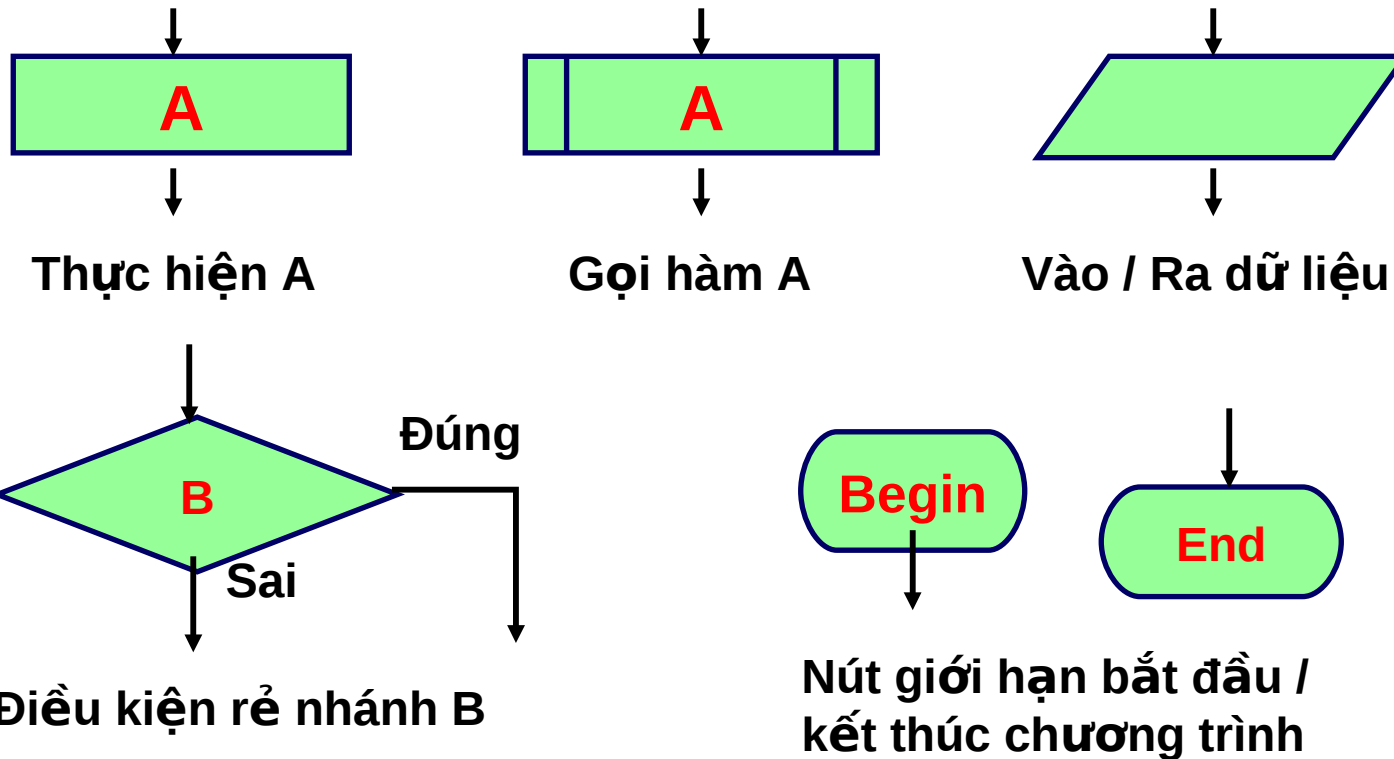 A
A
Thực hiện A
Gọi hàm A
Vào / Ra dữ liệu
Đúng
B
Sai
Điều kiện rẻ nhánh B
Begin
End
Nút giới hạn bắt đầu /
kết thúc chương trình